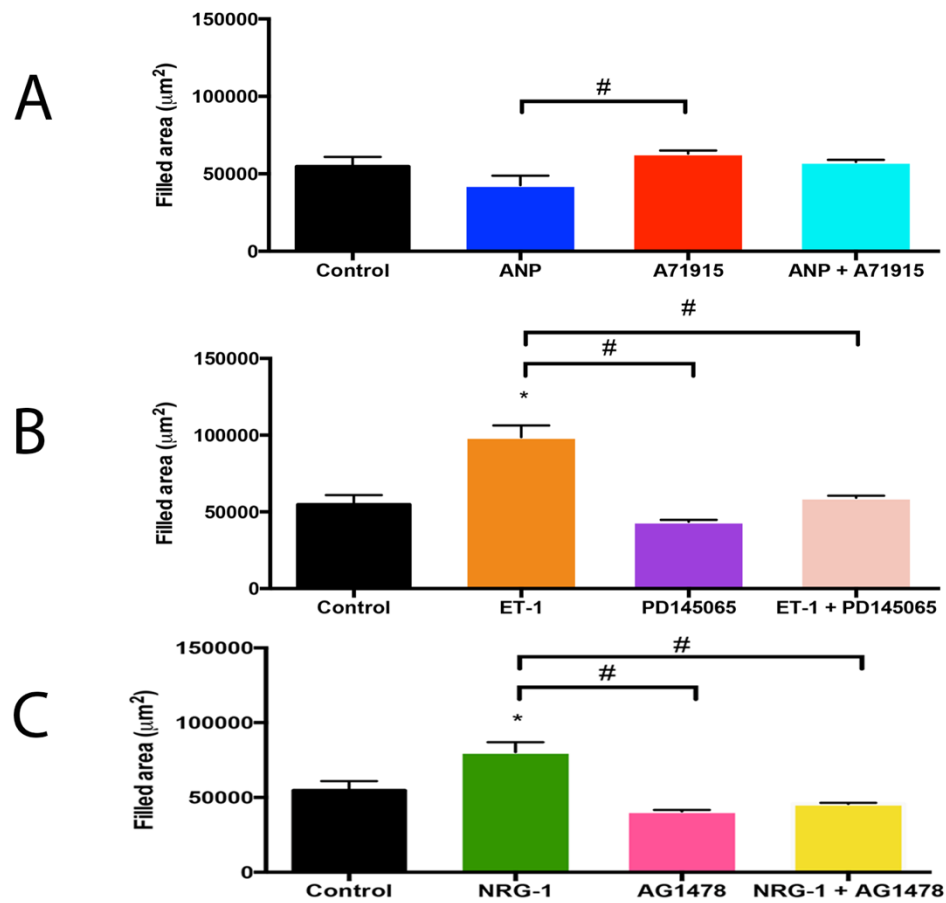 A
Filled area (μm²)
150000
100000
50000
0
#
Control ANP A71915 ANP + A71915
B
Filled area (μm²)
150000
100000
50000
0
#
#
*
Control ET-1 PD145065 ET-1 + PD145065
C
Filled area (μm²)
150000
100000
50000
0
#
#
*
Control NRG-1 AG1478 NRG-1 + AG1478